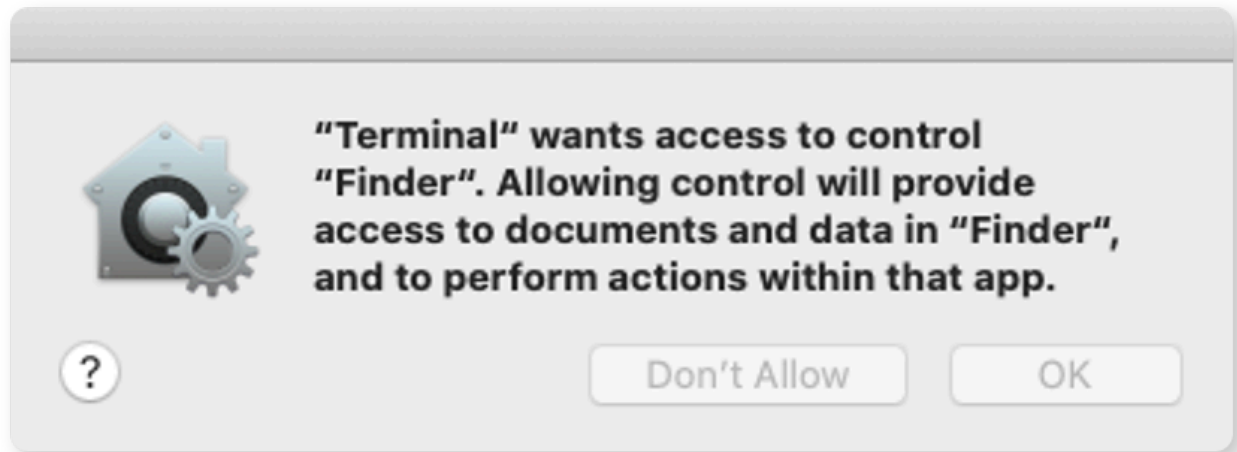 “Terminal“ wants access to control
“Finder“. Allowing control will provide
access to documents and data in “Finder“,
and to perform actions within that app.
?
Don’t Allow
OK